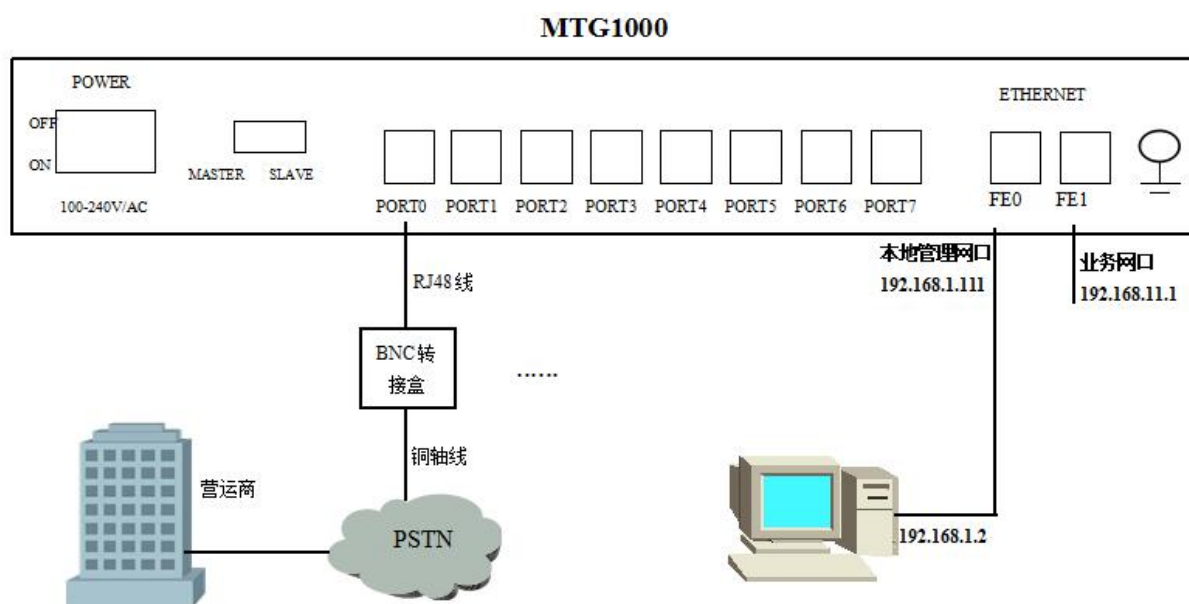 MTG1000
POWER
OFF
ON
100-240V/AC
MASTER SLAVE
PORT0 PORT1 PORT2 PORT3 PORT4 PORT5 PORT6 PORT7
ETHERNET
FE0 FE1
本地管理网口
192.168.1.111
业务网口
192.168.11.1
RJ48线
BNC转
接盒
......
铜轴线
营运商
PSTN
192.168.1.2